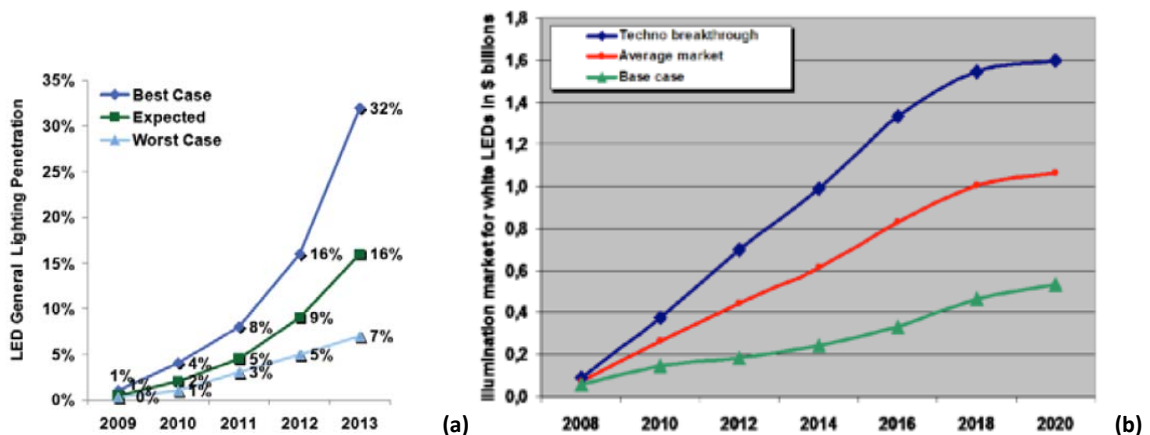 LED General Lighting Penetration
35%
30%
25%
20%
15%
10%
5%
0%
Best Case
Expected
Worst Case
32%
16%
16%
8%
9%
7%
4%
5%
5%
1%
1%
2%
3%
0%
1%
2009 2010 2011 2012 2013
(a)
Illumination market for white LEDs in $ billions
1,8
1,6
1,4
1,2
1,0
0,8
0,6
0,4
0,2
0,0
Techno breakthrough
Average market
Base case
2008 2010 2012 2014 2016 2018 2020
(b)